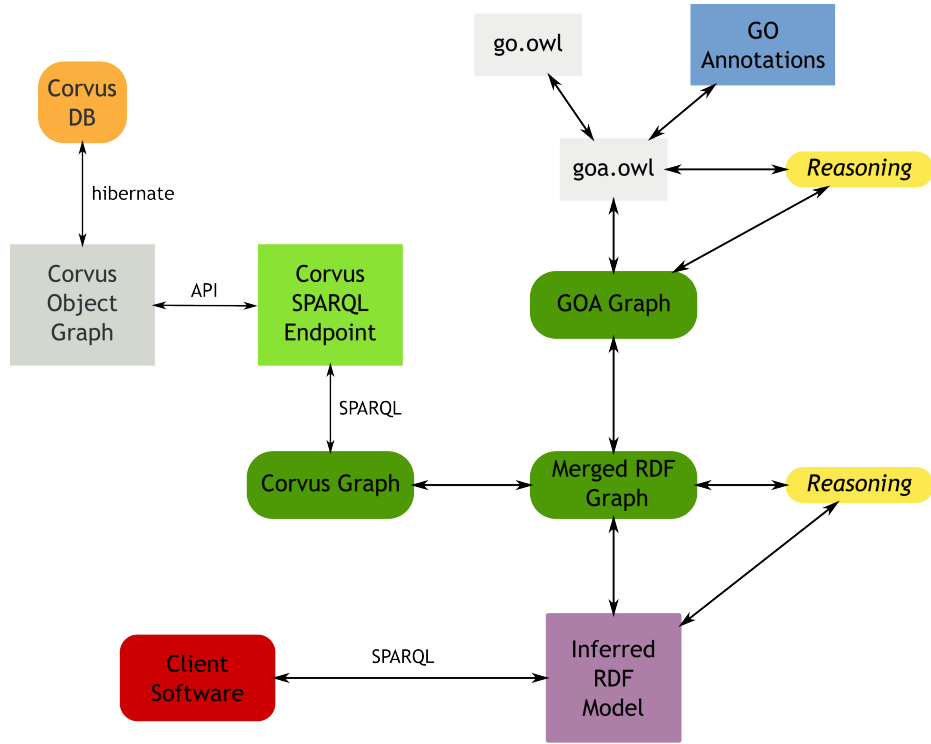 go.owl
GO
Annotations
Corvus
DB
hibernate
goa.owl
Reasoning
Corvus
Object
Graph
API
Corvus
SPARQL
Endpoint
GOA Graph
SPARQL
Corvus Graph
Merged RDF
Graph
Reasoning
Client
Software
SPARQL
Inferred
RDF
Model